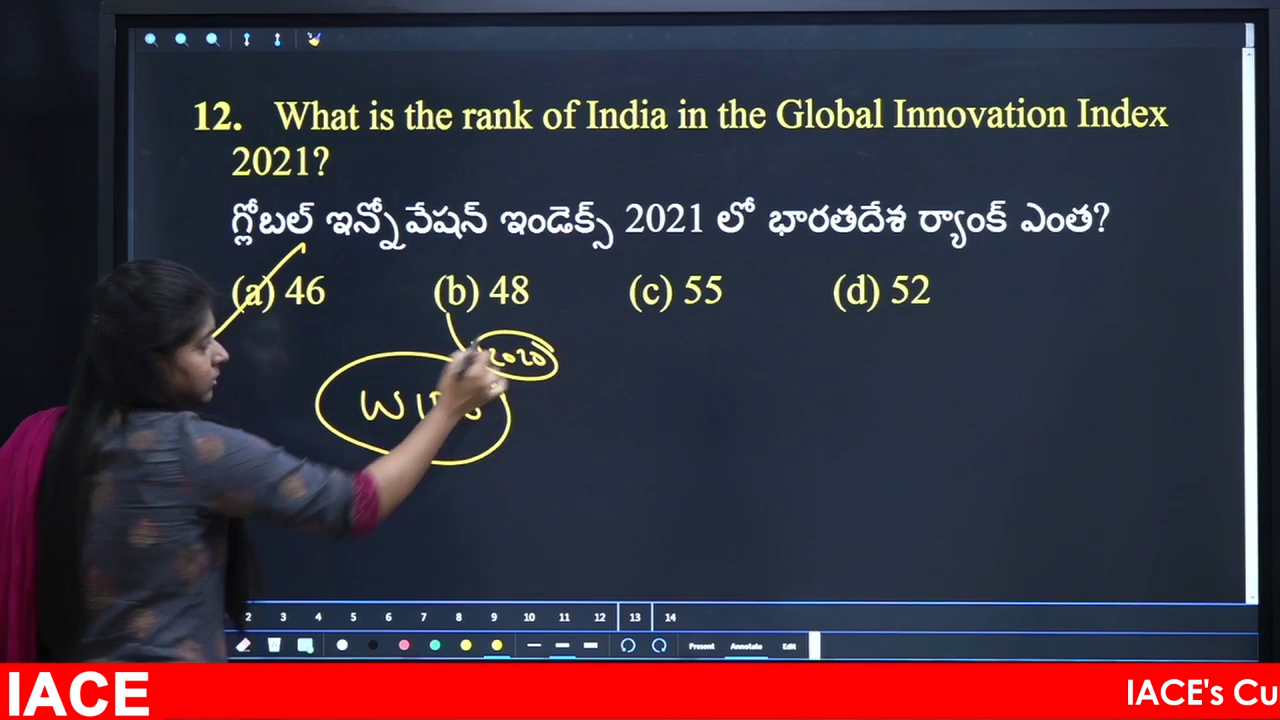 12. What is the rank of India in the Global Innovation Index
2021?
గ్లోబల్ ఇన్నోవేషన్ ఇండెక్స్ 2021 లో భారతదేశ ర్యాంక్ ఎంత?
(a) 46 (b) 48 (c) 55 (d) 52
2020
2 3 4 5 6 7 8 9 10 11 12 13 14
Present Annotate Edit
IACE IACE's Cu